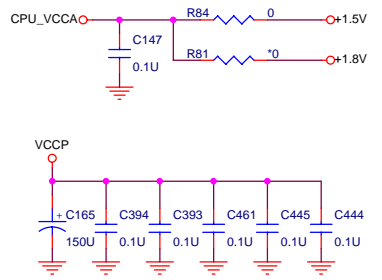 CPU_VCCA R84 0 +1.5V
C147
0.1U
R81 *0 +1.8V
VCCP
+ C165 C394 C393 C461 C445 C444
150U 0.1U 0.1U 0.1U 0.1U 0.1U